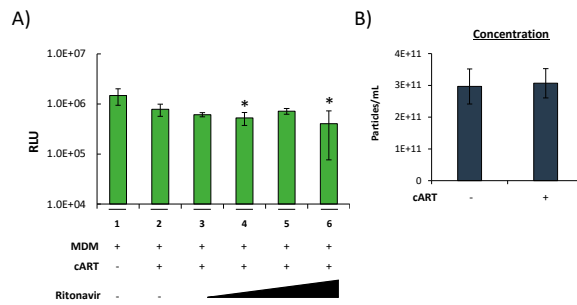 A)
1.0E+07
1.0E+06
1.0E+05
1.0E+04
RLU
* *
1 2 3 4 5 6
MDM + + + + + +
cART - + + + + +
Ritonavir - -
B)
Concentration
4E+11
3E+11
1E+11
1E+11
0
Particles/mL
cART - +